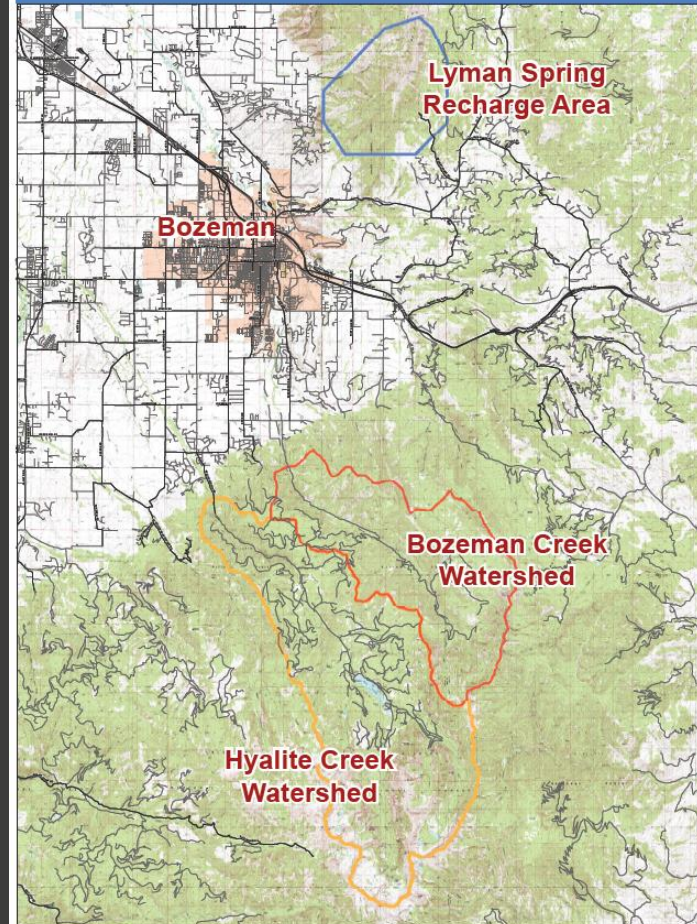 Lyman Spring
Recharge Area
Bozeman
Bozeman Creek
Watershed
Hyalite Creek
Watershed